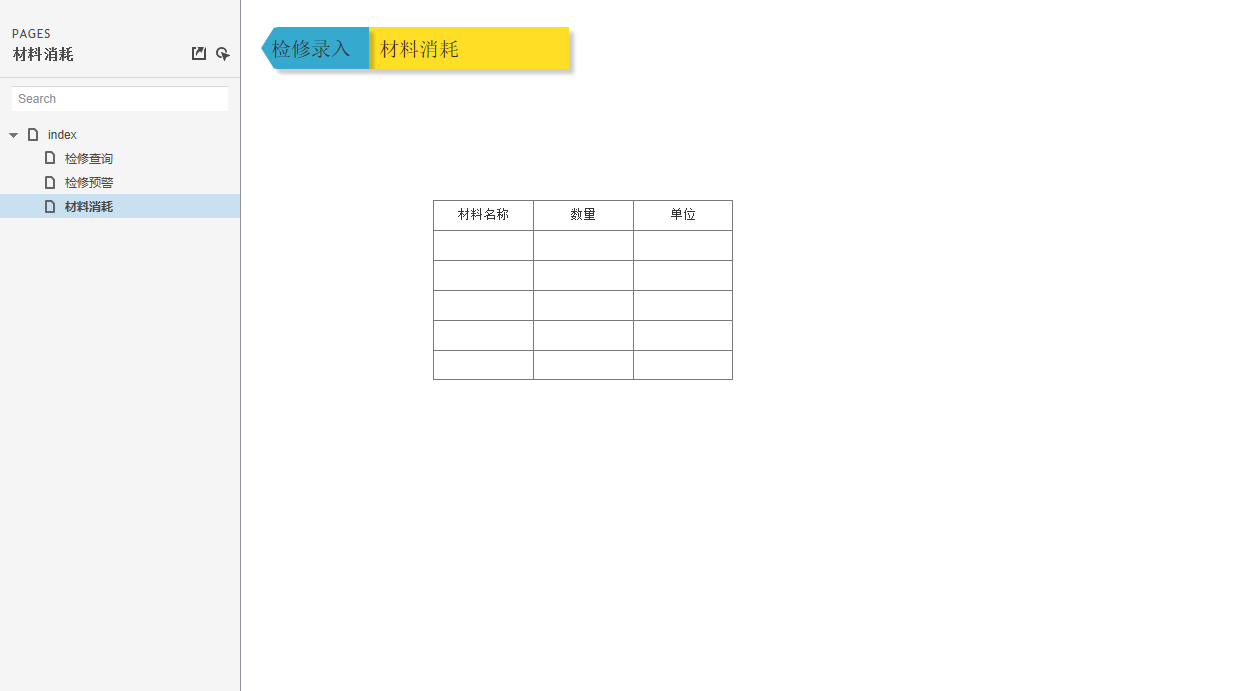 PAGES
材料消耗
Search
index
检修查询
检修预警
材料消耗
检修录入 材料消耗
材料名称 数量 单位